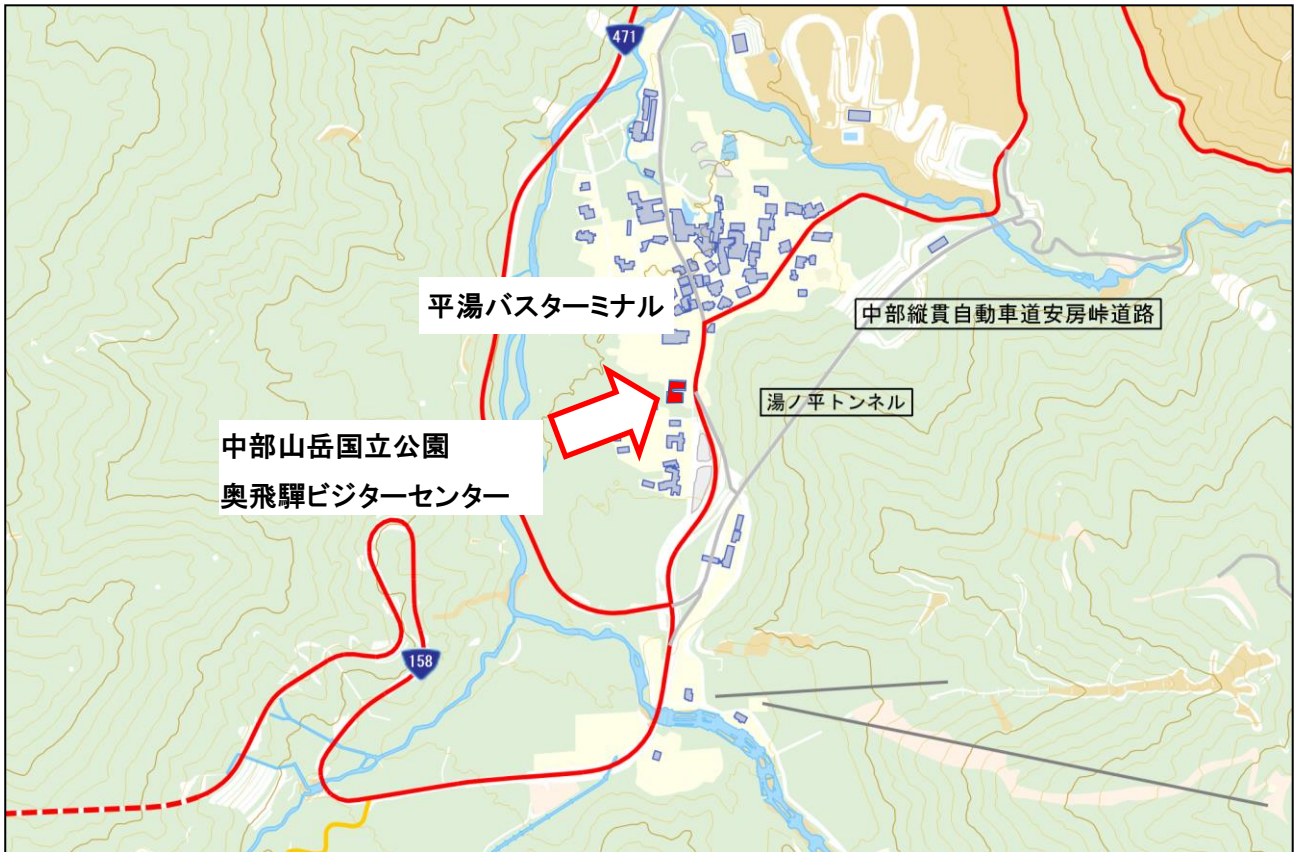 471
平湯バスターミナル
中部縦貫自動車道安房峠道路
湯ノ平トンネル
中部山岳国立公園
奥飛騨ビジターセンター
158